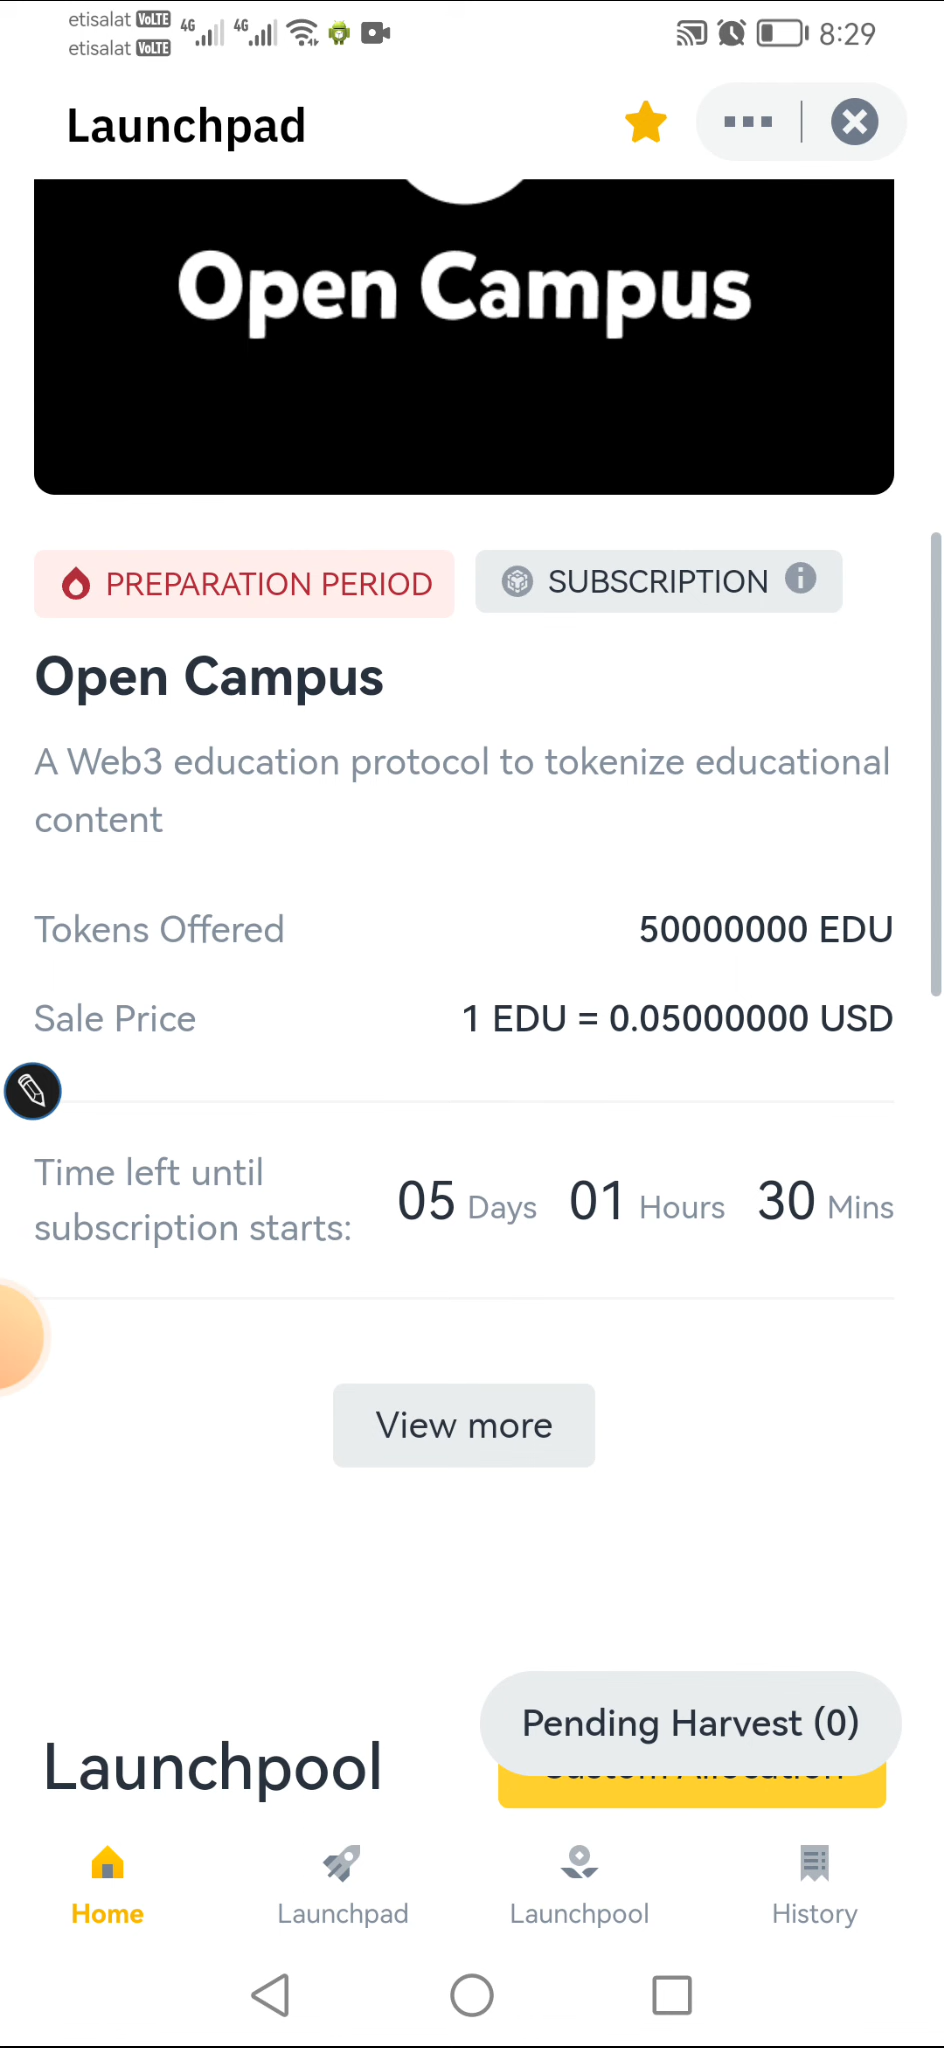 etisalat VoLTE
etisalat VoLTE
4G
4G
8:29
Launchpad
Open Campus
PREPARATION PERIOD
SUBSCRIPTION
Open Campus
A Web3 education protocol to tokenize educational
content
Tokens Offered 50000000 EDU
Sale Price 1 EDU = 0.05000000 USD
Time left until
subscription starts:
05 Days 01 Hours 30 Mins
View more
Pending Harvest (0)
Launchpool
Custom Allocation
Home Launchpad Launchpool History